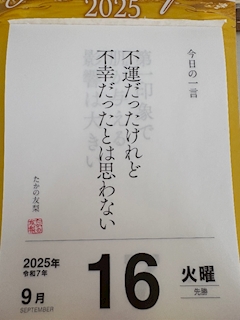 2025
今日の一言
不運だったけれど
不幸だったとは思わない
たかの友梨
2025年
令和7年
9月
SEPTEMBER
16
火曜
先勝